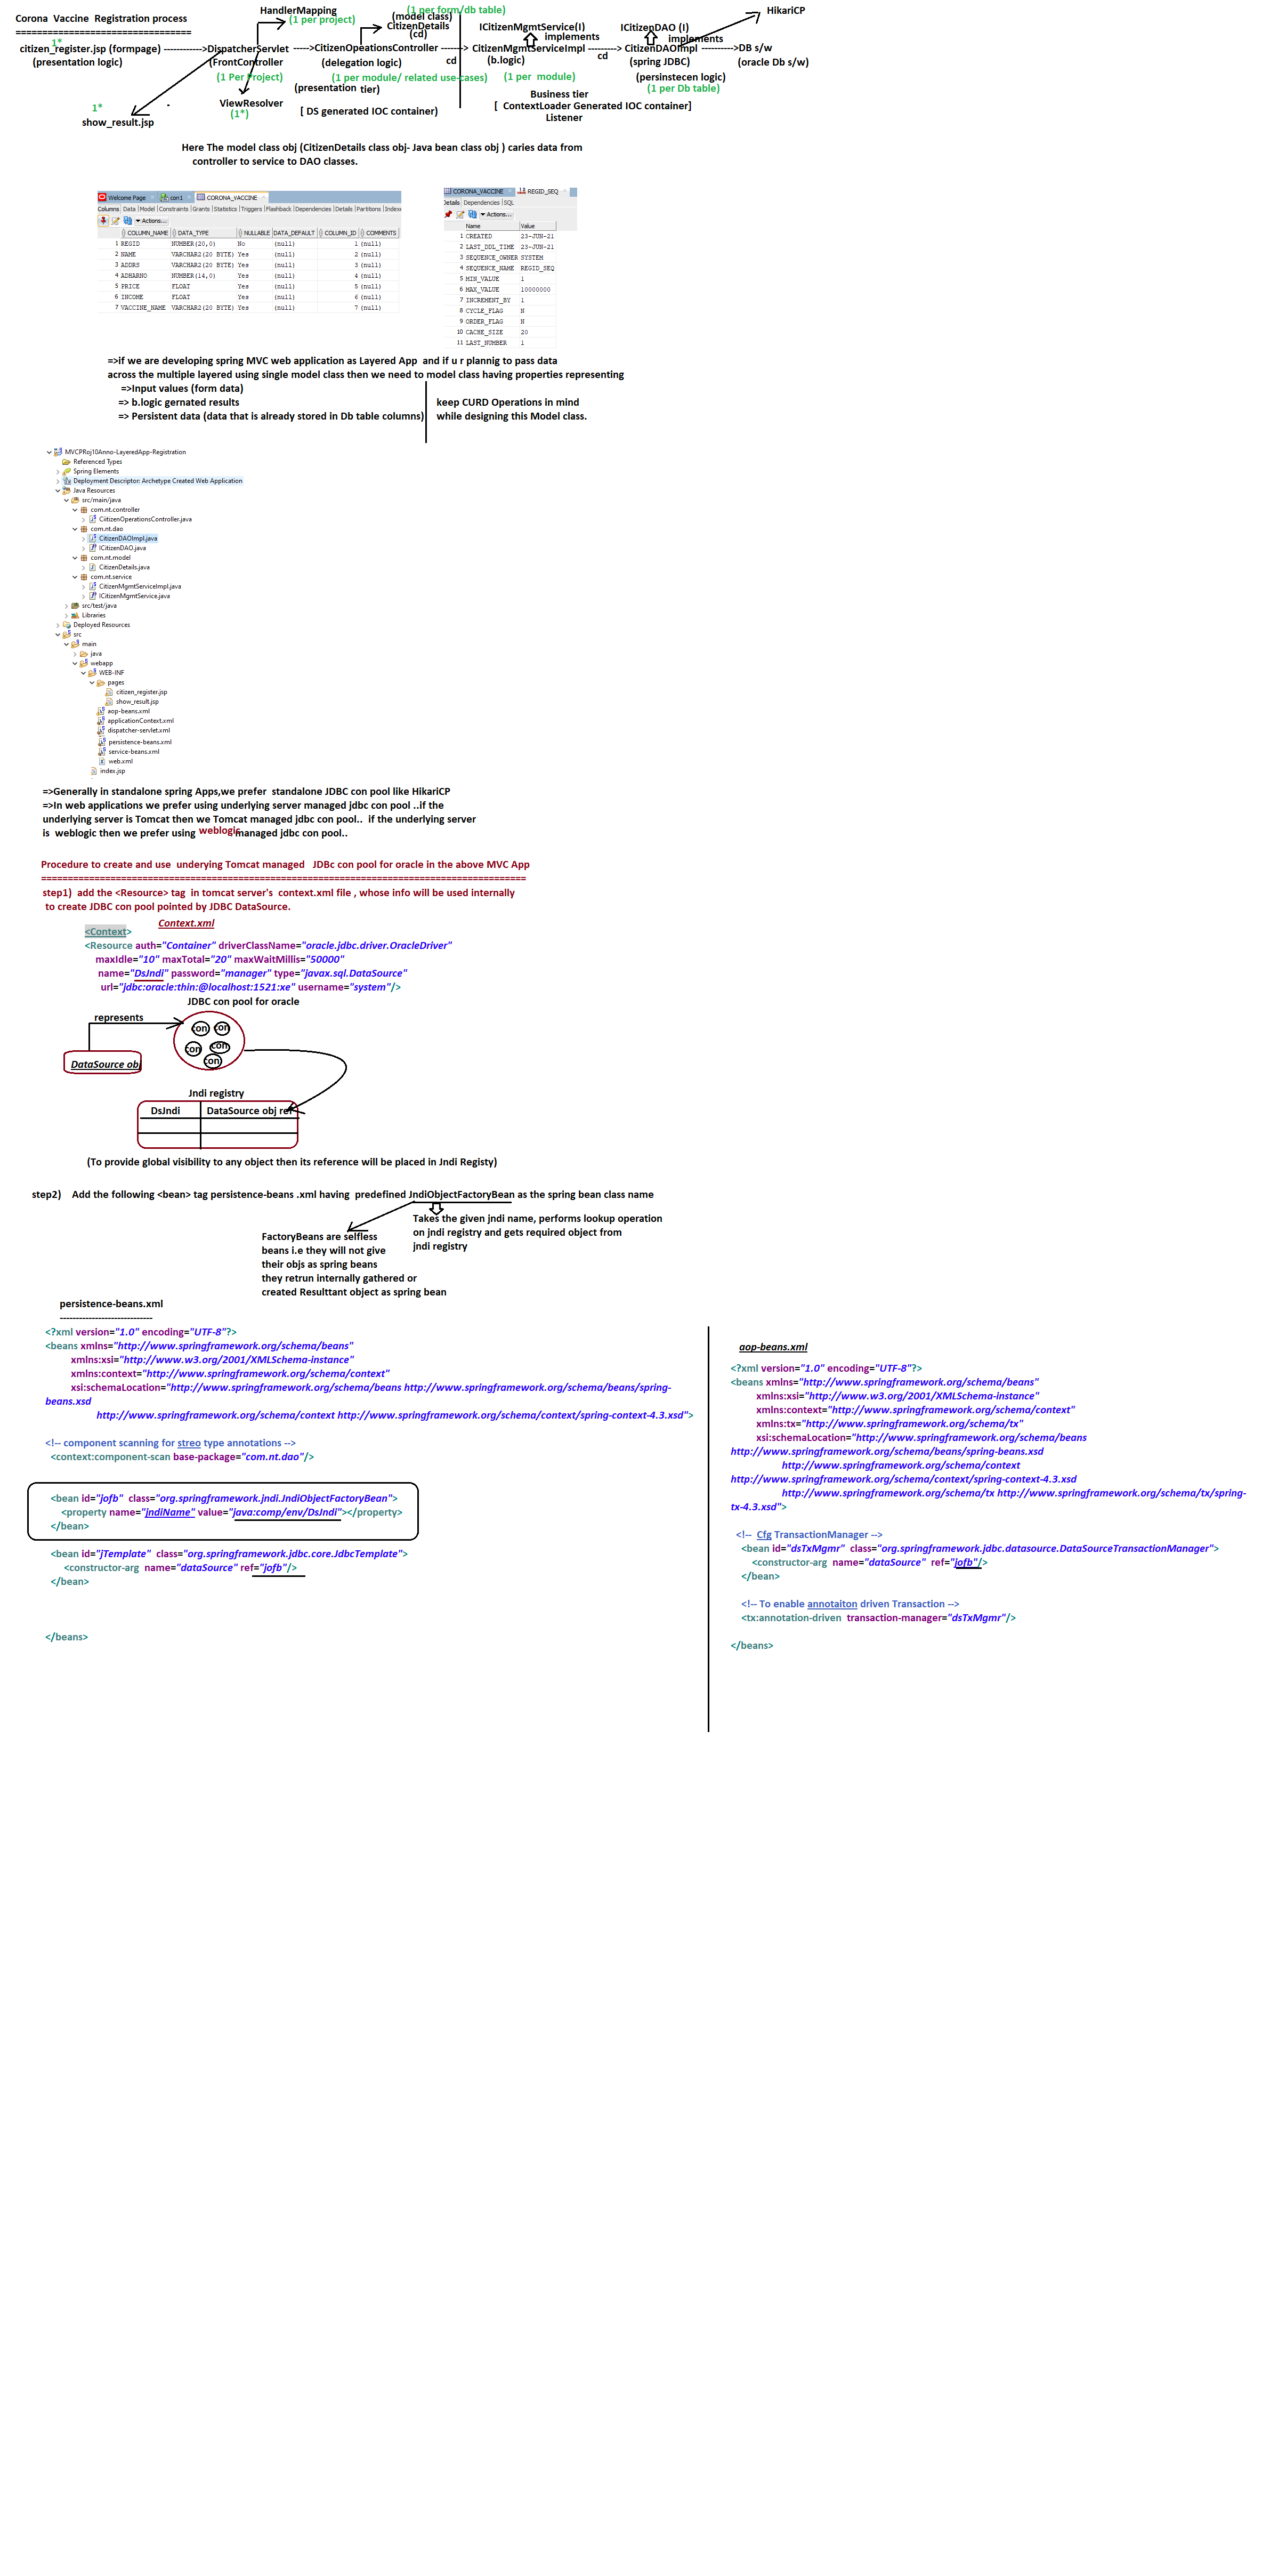 Corona  Vaccine  Registration process
===============================
HandlerMapping
(1 per project)
(1 per form/db table)
(model class)
CitizenDetails
(cd)
ICitizenMgmtService(I)
implements
ICitizenDAO (I)
implements
HikariCP
1*
citizen_register.jsp (formpage) ------------>DispatcherServlet ----->CitizenOpeationsController -------> CitizenMgmtServiceImpl --------> CitizenDAOImpl ---------->DB s/w
(presentation logic)
(FrontController
(delegation logic)
cd
(b.logic)
cd
(spring JDBC)
(oracle Db s/w)
(1 Per Project)
(1 per module/ related use-cases)
(1 per  module)
(persinstecen logic)
(1 per Db table)
(presentation tier)
ViewResolver
(1*)
[ DS generated IOC container)
Business tier
[  ContextLoader Generated IOC container]
Listener
1*
show_result.jsp
Here The model class obj (CitizenDetails class obj- Java bean class obj ) caries data from
controller to service to DAO classes.
Welcome Page con1 CORONA_VACCINE
Columns Data Model Constraints Grants Statistics Triggers Flashback Dependencies Details Partitions Indexe
Actions...
COLUMN_NAME DATA_TYPE NULLABLE DATA_DEFAULT COLUMN_ID COMMENTS
1 REGID NUMBER(20,0) No (null) 1 (null)
2 NAME VARCHAR2(20 BYTE) Yes (null) 2 (null)
3 ADDRS VARCHAR2(20 BYTE) Yes (null) 3 (null)
4 ADHARNO NUMBER(14,0) Yes (null) 4 (null)
5 PRICE FLOAT Yes (null) 5 (null)
6 INCOME FLOAT Yes (null) 6 (null)
7 VACCINE_NAME VARCHAR2(20 BYTE) Yes (null) 7 (null)
CORONA_VACCINE REGID_SEQ
Details Dependencies SQL
Actions...
Name Value
1 CREATED 23-JUN-21
2 LAST_DDL_TIME 23-JUN-21
3 SEQUENCE_OWNER SYSTEM
4 SEQUENCE_NAME REGID_SEQ
5 MIN_VALUE 1
6 MAX_VALUE 10000000
7 INCREMENT_BY 1
8 CYCLE_FLAG N
9 ORDER_FLAG N
10 CACHE_SIZE 20
11 LAST_NUMBER 1
=>if we are developing spring MVC web application as Layered App  and if u r plannig to pass data
across the multiple layered using single model class then we need to model class having properties representing
=>Input values (form data)
=> b.logic gernated results
=> Persistent data (data that is already stored in Db table columns)
keep CURD Operations in mind
while designing this Model class.
MVCPRoj10Anno-LayeredApp-Registration
Referenced Types
Spring Elements
Deployment Descriptor: Archetype Created Web Application
Java Resources
src/main/java
com.nt.controller
CiitizenOperationsController.java
com.nt.dao
CitizenDAOImpl.java
ICitizenDAO.java
com.nt.model
CitizenDetails.java
com.nt.service
CitizenMgmtServiceImpl.java
ICitizenMgmtService.java
src/test/java
Libraries
Deployed Resources
src
main
java
webapp
WEB-INF
pages
citizen_register.jsp
show_result.jsp
aop-beans.xml
applicationContext.xml
dispatcher-servlet.xml
persistence-beans.xml
service-beans.xml
web.xml
index.jsp
=>Generally in standalone spring Apps,we prefer  standalone JDBC con pool like HikariCP
=>In web applications we prefer using underlying server managed jdbc con pool ..if the
underlying server is Tomcat then we Tomcat managed jdbc con pool..  if the underlying server
is  weblogic then we prefer using weblogic managed jdbc con pool..
Procedure to create and use  underying Tomcat managed   JDBc con pool for oracle in the above MVC App
==========================================================================================
step1)  add the <Resource> tag  in tomcat server's  context.xml file , whose info will be used internally
to create JDBC con pool pointed by JDBC DataSource.
Context.xml
<Context>
<Resource auth="Container" driverClassName="oracle.jdbc.driver.OracleDriver"
maxIdle="10" maxTotal="20" maxWaitMillis="50000"
name="DsJndi" password="manager" type="javax.sql.DataSource"
url="jdbc:oracle:thin:@localhost:1521:xe" username="system"/>
JDBC con pool for oracle
represents
con con
con con
con
DataSource obj
Jndi registry
DsJndi DataSource obj ref
(To provide global visibility to any object then its reference will be placed in Jndi Registy)
step2)    Add the following <bean> tag persistence-beans .xml having  predefined JndiObjectFactoryBean as the spring bean class name
Takes the given jndi name, performs lookup operation
on jndi registry and gets required object from
jndi registry
FactoryBeans are selfless
beans i.e they will not give
their objs as spring beans
they retrun internally gathered or
created Resulttant object as spring bean
persistence-beans.xml
-----------------------------
<?xml version="1.0" encoding="UTF-8"?>
<beans xmlns="http://www.springframework.org/schema/beans"
xmlns:xsi="http://www.w3.org/2001/XMLSchema-instance"
xmlns:context="http://www.springframework.org/schema/context"
xsi:schemaLocation="http://www.springframework.org/schema/beans http://www.springframework.org/schema/beans/spring-
beans.xsd
http://www.springframework.org/schema/context http://www.springframework.org/schema/context/spring-context-4.3.xsd">
<!-- component scanning for streo type annotations -->
<context:component-scan base-package="com.nt.dao"/>
<bean id="jofb"  class="org.springframework.jndi.JndiObjectFactoryBean">
<property name="jndiName" value="java:comp/env/DsJndi"></property>
</bean>
<bean id="jTemplate"  class="org.springframework.jdbc.core.JdbcTemplate">
<constructor-arg  name="dataSource" ref="jofb"/>
</bean>
</beans>
aop-beans.xml
<?xml version="1.0" encoding="UTF-8"?>
<beans xmlns="http://www.springframework.org/schema/beans"
xmlns:xsi="http://www.w3.org/2001/XMLSchema-instance"
xmlns:context="http://www.springframework.org/schema/context"
xmlns:tx="http://www.springframework.org/schema/tx"
xsi:schemaLocation="http://www.springframework.org/schema/beans
http://www.springframework.org/schema/beans/spring-beans.xsd
http://www.springframework.org/schema/context
http://www.springframework.org/schema/context/spring-context-4.3.xsd
http://www.springframework.org/schema/tx http://www.springframework.org/schema/tx/spring-
tx-4.3.xsd">
<!--  Cfg TransactionManager -->
<bean id="dsTxMgmr"  class="org.springframework.jdbc.datasource.DataSourceTransactionManager">
<constructor-arg  name="dataSource"  ref="jofb"/>
</bean>
<!-- To enable annotaiton driven Transaction -->
<tx:annotation-driven  transaction-manager="dsTxMgmr"/>
</beans>